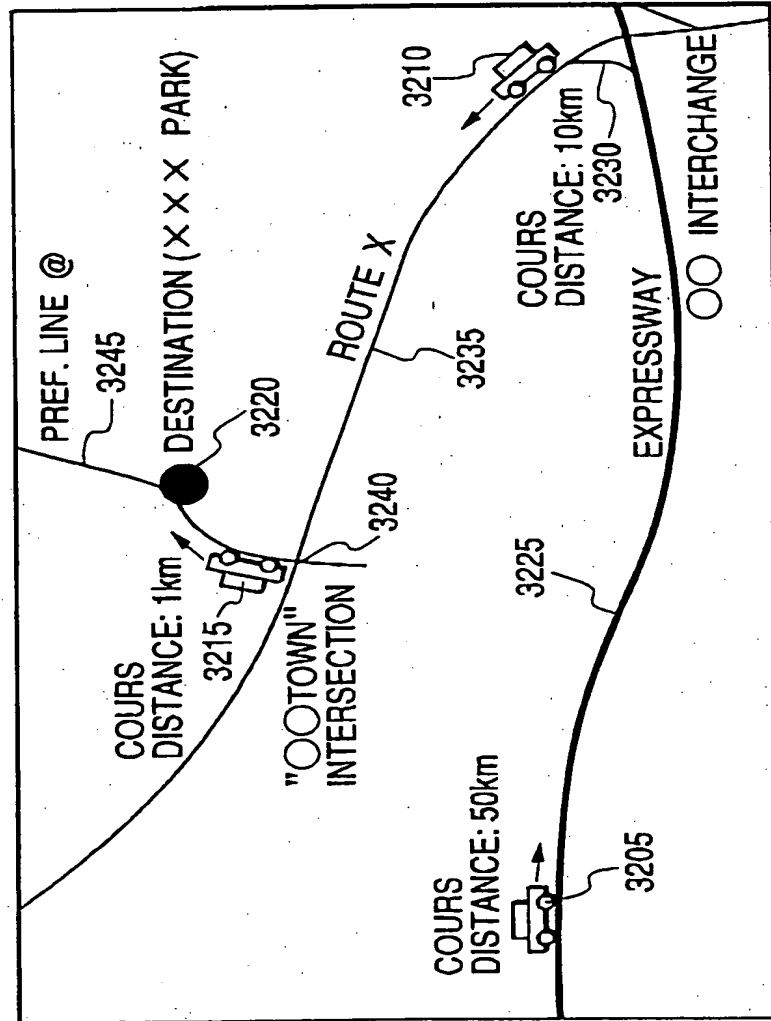 PREF. LINE @
3245
DESTINATION (X X X PARK)
3220
COURS
DISTANCE: 1km
3215
"○○TOWN"
INTERSECTION
3240
ROUTE X
3235
3210
COURS
DISTANCE: 10km
3230
○○ INTERCHANGE
EXPRESSWAY
3225
COURS
DISTANCE: 50km
3205